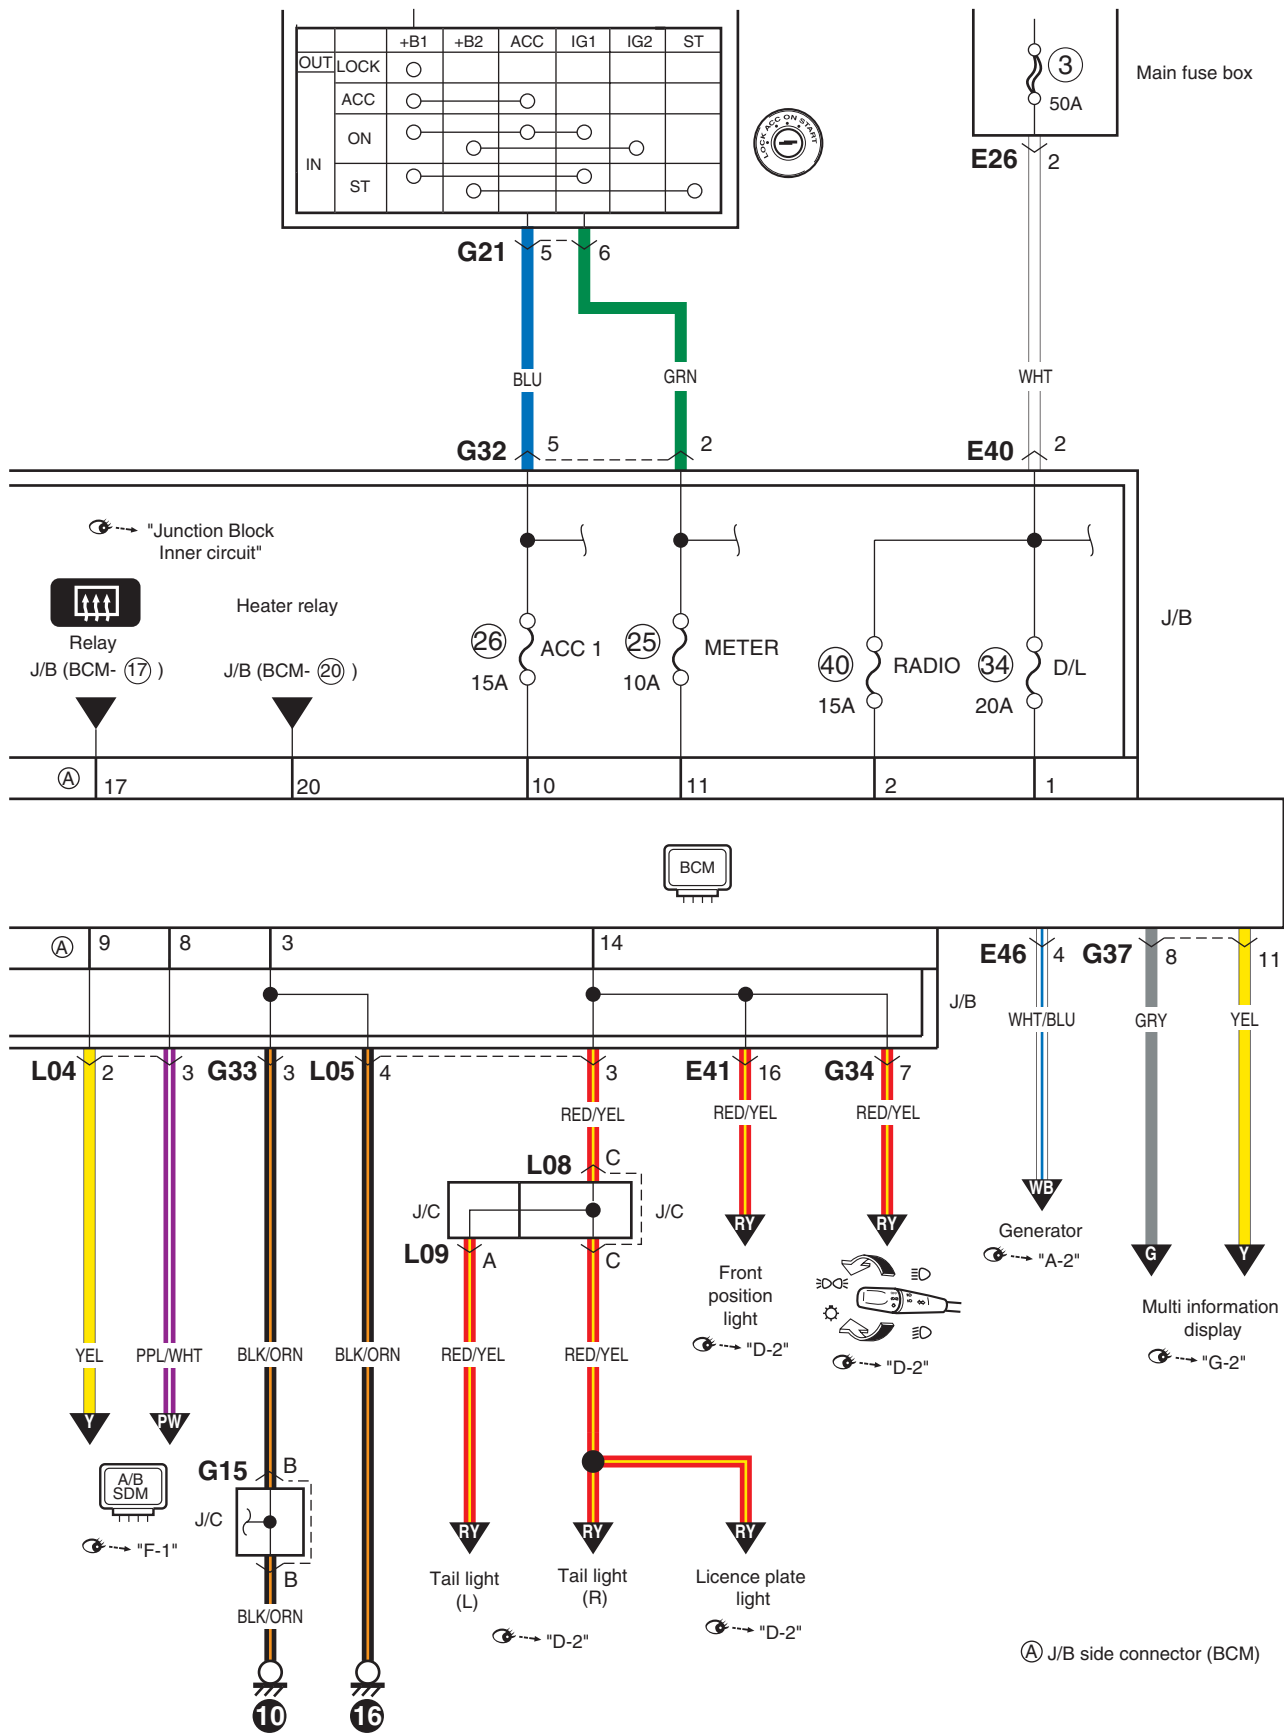 +B1 +B2 ACC IG1 IG2 ST
OUT LOCK
ACC
ON
IN
ST
LOCK ACC ON START
3
50A
Main fuse box
E26 2
G21 5 6
BLU
GRN
WHT
G32 5 2
E40 2
"Junction Block
Inner circuit"
Relay
J/B (BCM- 17 )
Heater relay
J/B (BCM- 20 )
26 ACC 1
15A
25 METER
10A
40 RADIO
15A
34 D/L
20A
J/B
A 17 20 10 11 2 1
BCM
A 9 8 3 14
J/B
E46 4 G37 8 11
WHT/BLU GRY YEL
L04 2 3 G33 3 L05 4 3 E41 16 G34 7
RED/YEL RED/YEL RED/YEL
L08 C
J/C J/C
L09 A C
WB
Generator
"A-2"
RY RY
Front
position
light
"D-2"
"D-2"
G Y
Multi information
display
"G-2"
YEL PPL/WHT BLK/ORN BLK/ORN RED/YEL RED/YEL
Y PW
A/B
SDM
"F-1"
G15 B
J/C
B
BLK/ORN
10 16
RY RY RY
Tail light
(L)
Tail light
(R)
"D-2"
Licence plate
light
"D-2"
A J/B side connector (BCM)